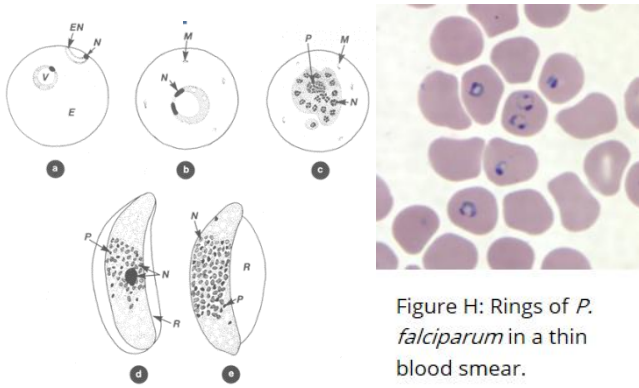 EN
N
V
E
a
M
N
b
P
M
N
c
P
N
R
d
N
R
P
e
Figure H: Rings of P.
falciparum in a thin
blood smear.